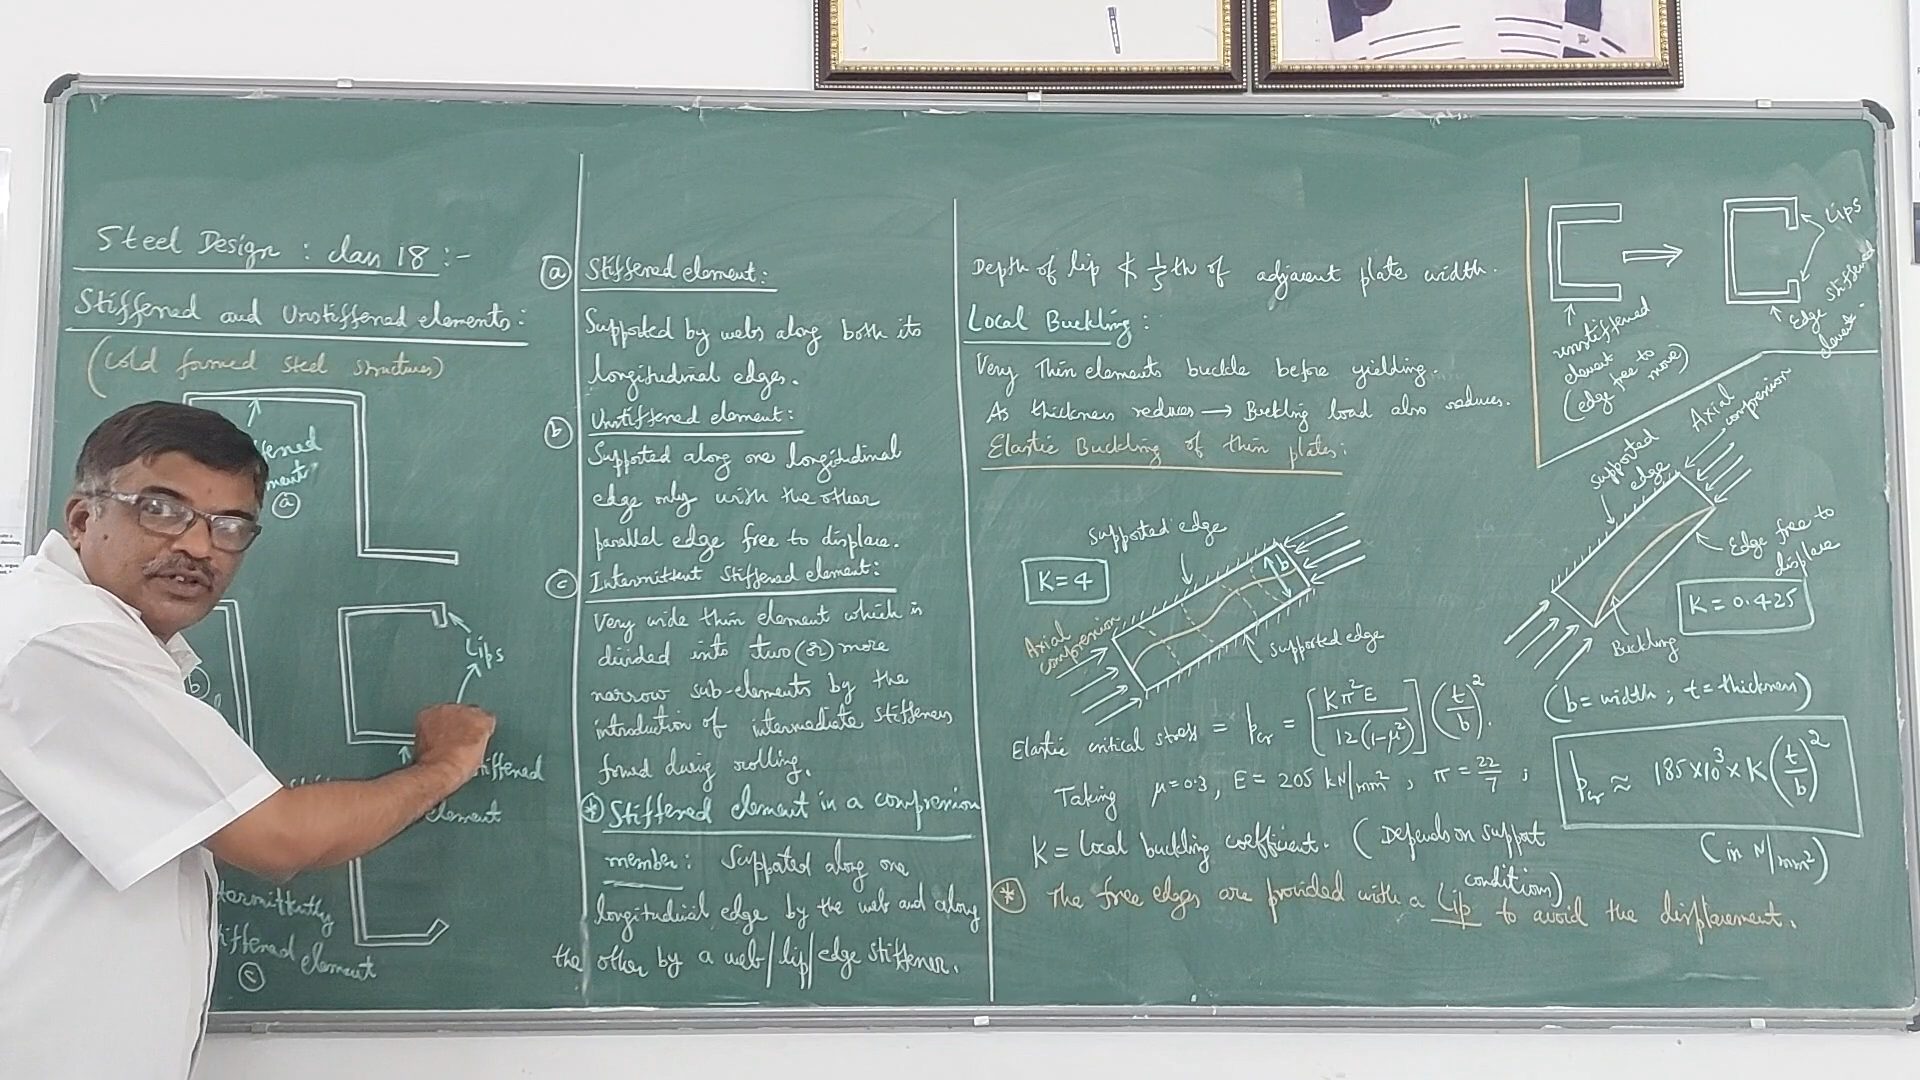 Steel Design : class 18 :-
Stiffened and Unstiffened elements :
(Cold formed steel structures)
ⓐ
ⓑ
Lips
element
stiffened element
ⓒ
ⓐ Stiffened element :
Supported by webs along both its
longitudinal edges.
ⓑ Unstiffened element :
Supported along one longitudinal
edge only with the other
parallel edge free to displace.
ⓒ Intermittent stiffened element :
Very wide thin element which is
divided into two (or) more
narrow sub-elements by the
introduction of intermediate stiffeners
formed during rolling.
* Stiffened element in a compression
member : Supported along one
longitudinal edge by the web and along
the other by a web/lip/edge stiffener.
Depth of lip ≮ 1/5 th of adjacent plate width.
Local Buckling :
Very Thin elements buckle before yielding.
As thickness reduces → Buckling load also reduces.
Elastic Buckling of thin plates :
K = 4
Supported edge
b
Axial
compression
Supported edge
Elastic critical stress = pcr = [Kπ²E / 12(1-μ²)] (t/b)².
Taking μ = 0.3, E = 205 kN/mm², π = 22/7 ;
K = Local buckling coefficient. (Depends on support
conditions)
* The free edges are provided with a Lip to avoid the displacement.
unstiffened
element
(edge free to
move)
Lips
Edge stiffened
element.
Supported
edge
Axial
compression
Edge free to
displace
K = 0.425
Buckling
(b = width ; t = thickness)
pcr ≈ 185 × 10³ × K (t/b)²
(in N/mm²)